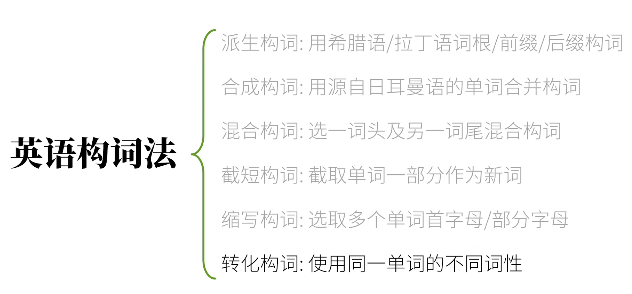 英语构词法
派生构词: 用希腊语/拉丁语词根/前缀/后缀构词
合成构词: 用源自日耳曼语的单词合并构词
混合构词: 选一词头及另一词尾混合构词
截短构词: 截取单词一部分作为新词
缩写构词: 选取多个单词首字母/部分字母
转化构词: 使用同一单词的不同词性